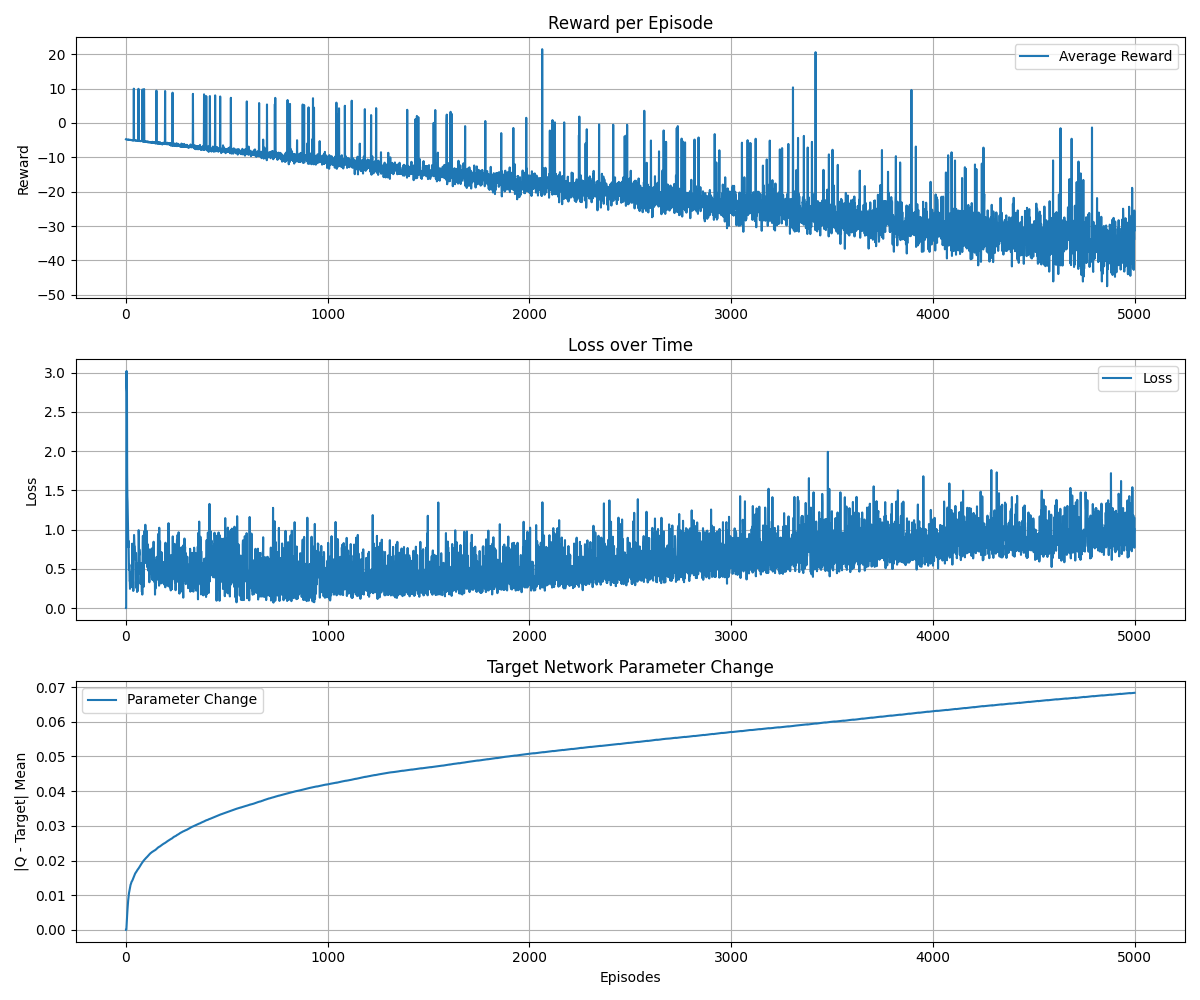 Reward per Episode
Average Reward
Reward
20
10
0
−10
−20
−30
−40
−50
0 1000 2000 3000 4000 5000
Loss over Time
Loss
Loss
3.0
2.5
2.0
1.5
1.0
0.5
0.0
0 1000 2000 3000 4000 5000
Target Network Parameter Change
Parameter Change
|Q - Target| Mean
0.07
0.06
0.05
0.04
0.03
0.02
0.01
0.00
0 1000 2000 3000 4000 5000
Episodes